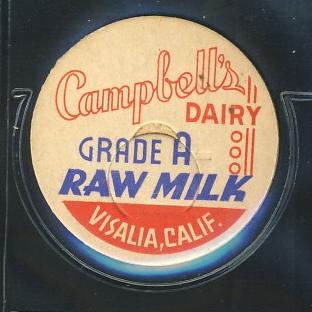 Campbell's
DAIRY
GRADE A
RAW MILK
VISALIA, CALIF.